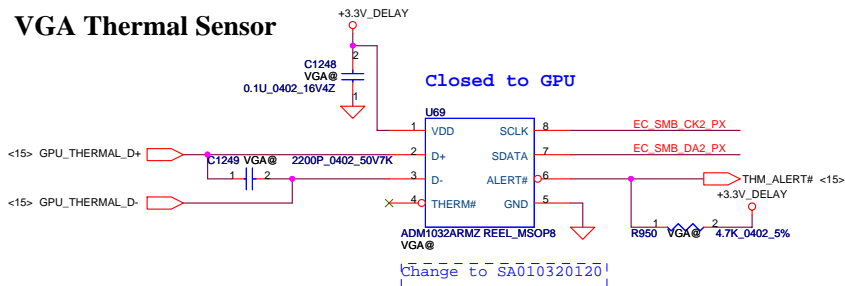 VGA Thermal Sensor
+3.3V_DELAY
2
C1248
VGA@
0.1U_0402_16V4Z
1
Closed to GPU
U69
1 VDD SCLK 8 EC_SMB_CK2_PX
<15> GPU_THERMAL_D+ 2 D+ SDATA 7 EC_SMB_DA2_PX
C1249 VGA@ 2200P_0402_50V7K
1 2 3 D- ALERT# 6 THM_ALERT# <15>
+3.3V_DELAY
<15> GPU_THERMAL_D- 4 THERM# GND 5
1 2
R950 VGA@ 4.7K_0402_5%
ADM1032ARMZ REEL_MSOP8
VGA@
Change to SA010320120